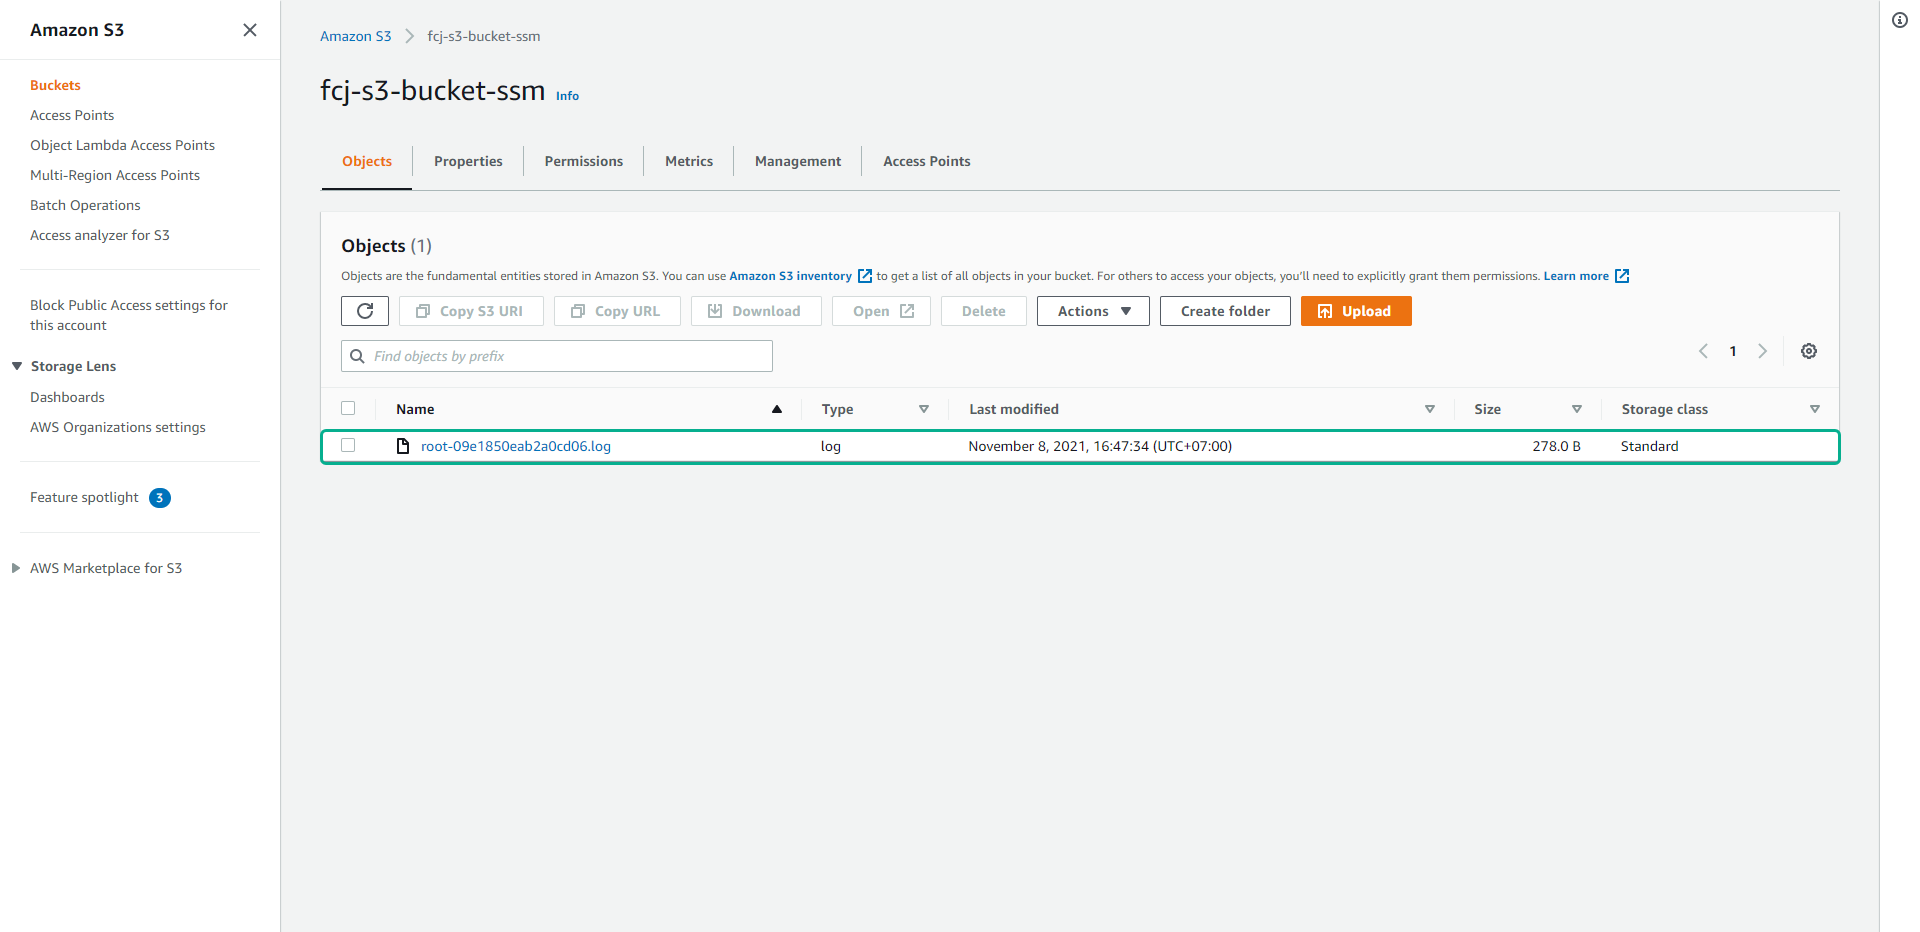 Amazon S3
Buckets
Access Points
Object Lambda Access Points
Multi-Region Access Points
Batch Operations
Access analyzer for S3
Block Public Access settings for
this account
Storage Lens
Dashboards
AWS Organizations settings
Feature spotlight 3
AWS Marketplace for S3
Amazon S3 fcj-s3-bucket-ssm
fcj-s3-bucket-ssm Info
Objects Properties Permissions Metrics Management Access Points
Objects (1)
Objects are the fundamental entities stored in Amazon S3. You can use Amazon S3 inventory to get a list of all objects in your bucket. For others to access your objects, you'll need to explicitly grant them permissions. Learn more
Copy S3 URI Copy URL Download Open Delete Actions Create folder Upload
Find objects by prefix 1
Name Type Last modified Size Storage class
root-09e1850eab2a0cd06.log log November 8, 2021, 16:47:34 (UTC+07:00) 278.0 B Standard